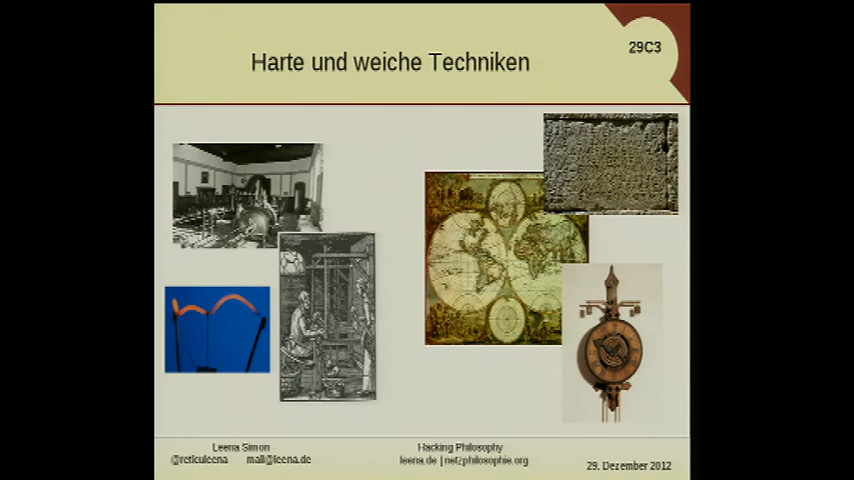 Harte und weiche Techniken
29C3
Leena Simon
@reticuleena mail@leena.de
Hacking Philosophy
leena.de | netzphilosophie.org
29. Dezember 2012